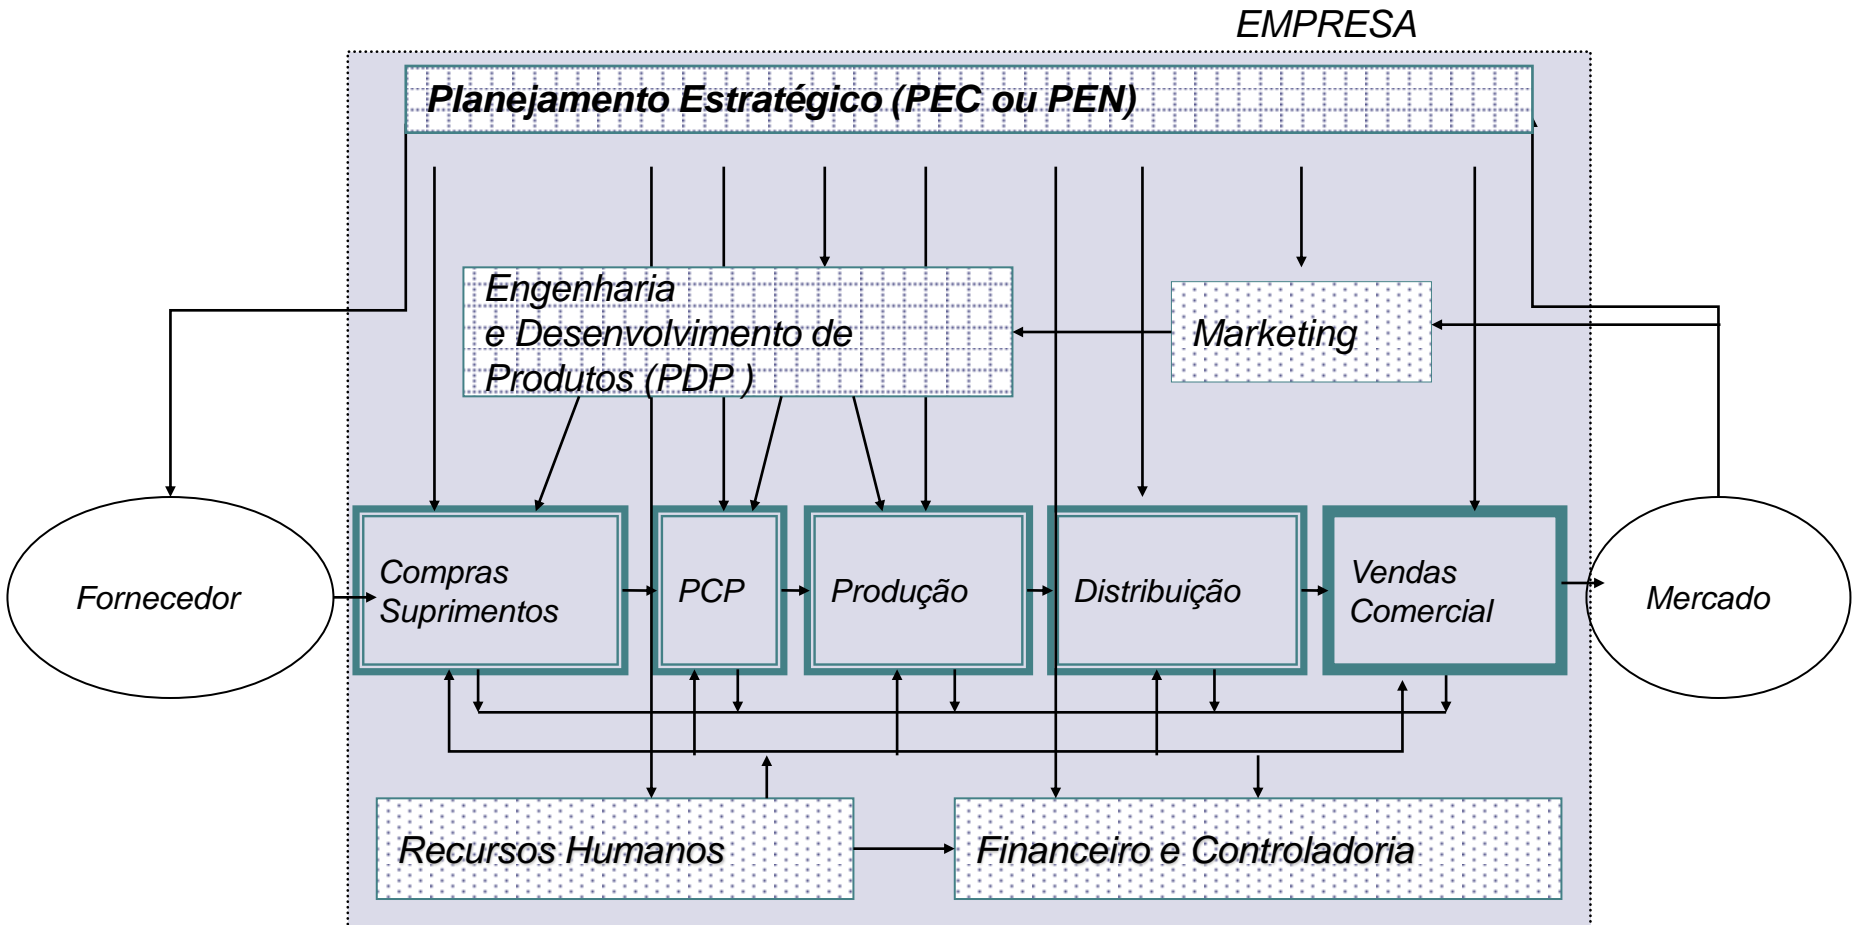 EMPRESA
Planejamento Estratégico (PEC ou PEN)
Engenharia
e Desenvolvimento de
Produtos (PDP )
Marketing
Fornecedor
Compras
Suprimentos
PCP
Produção
Distribuição
Vendas
Comercial
Mercado
Recursos Humanos
Financeiro e Controladoria